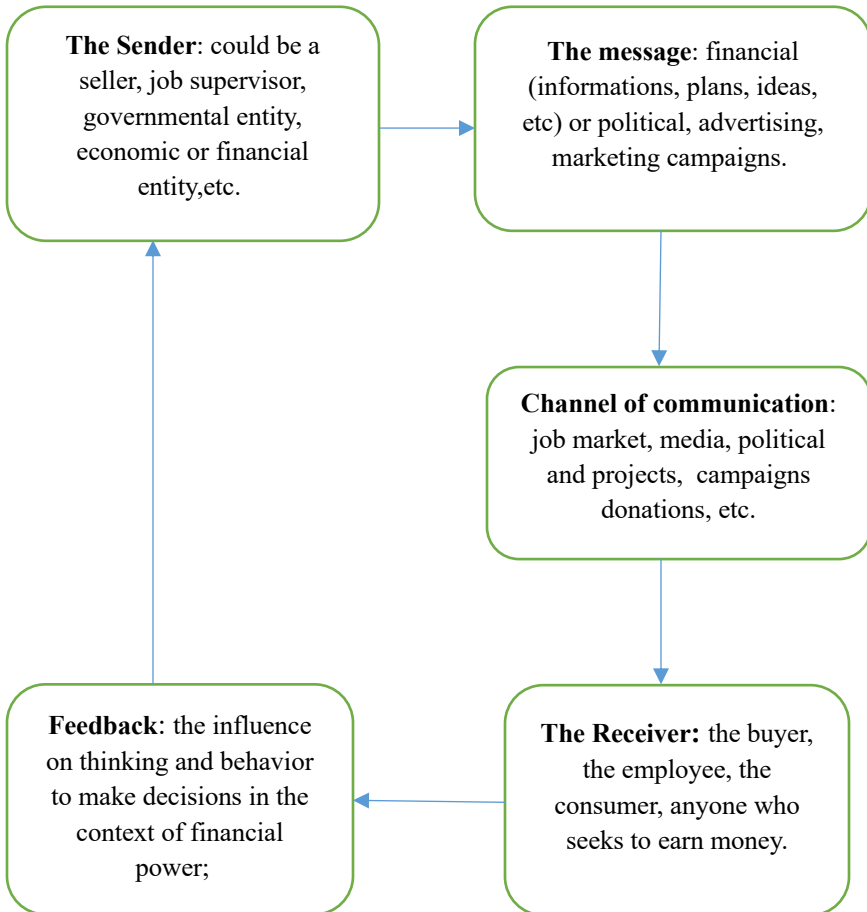 The Sender: could be a
seller, job supervisor,
governmental entity,
economic or financial
entity,etc.
The message: financial
(informations, plans, ideas,
etc) or political, advertising,
marketing campaigns.
Channel of communication:
job market, media, political
and projects,  campaigns
donations, etc.
The Receiver: the buyer,
the employee, the
consumer, anyone who
seeks to earn money.
Feedback: the influence
on thinking and behavior
to make decisions in the
context of financial
power;